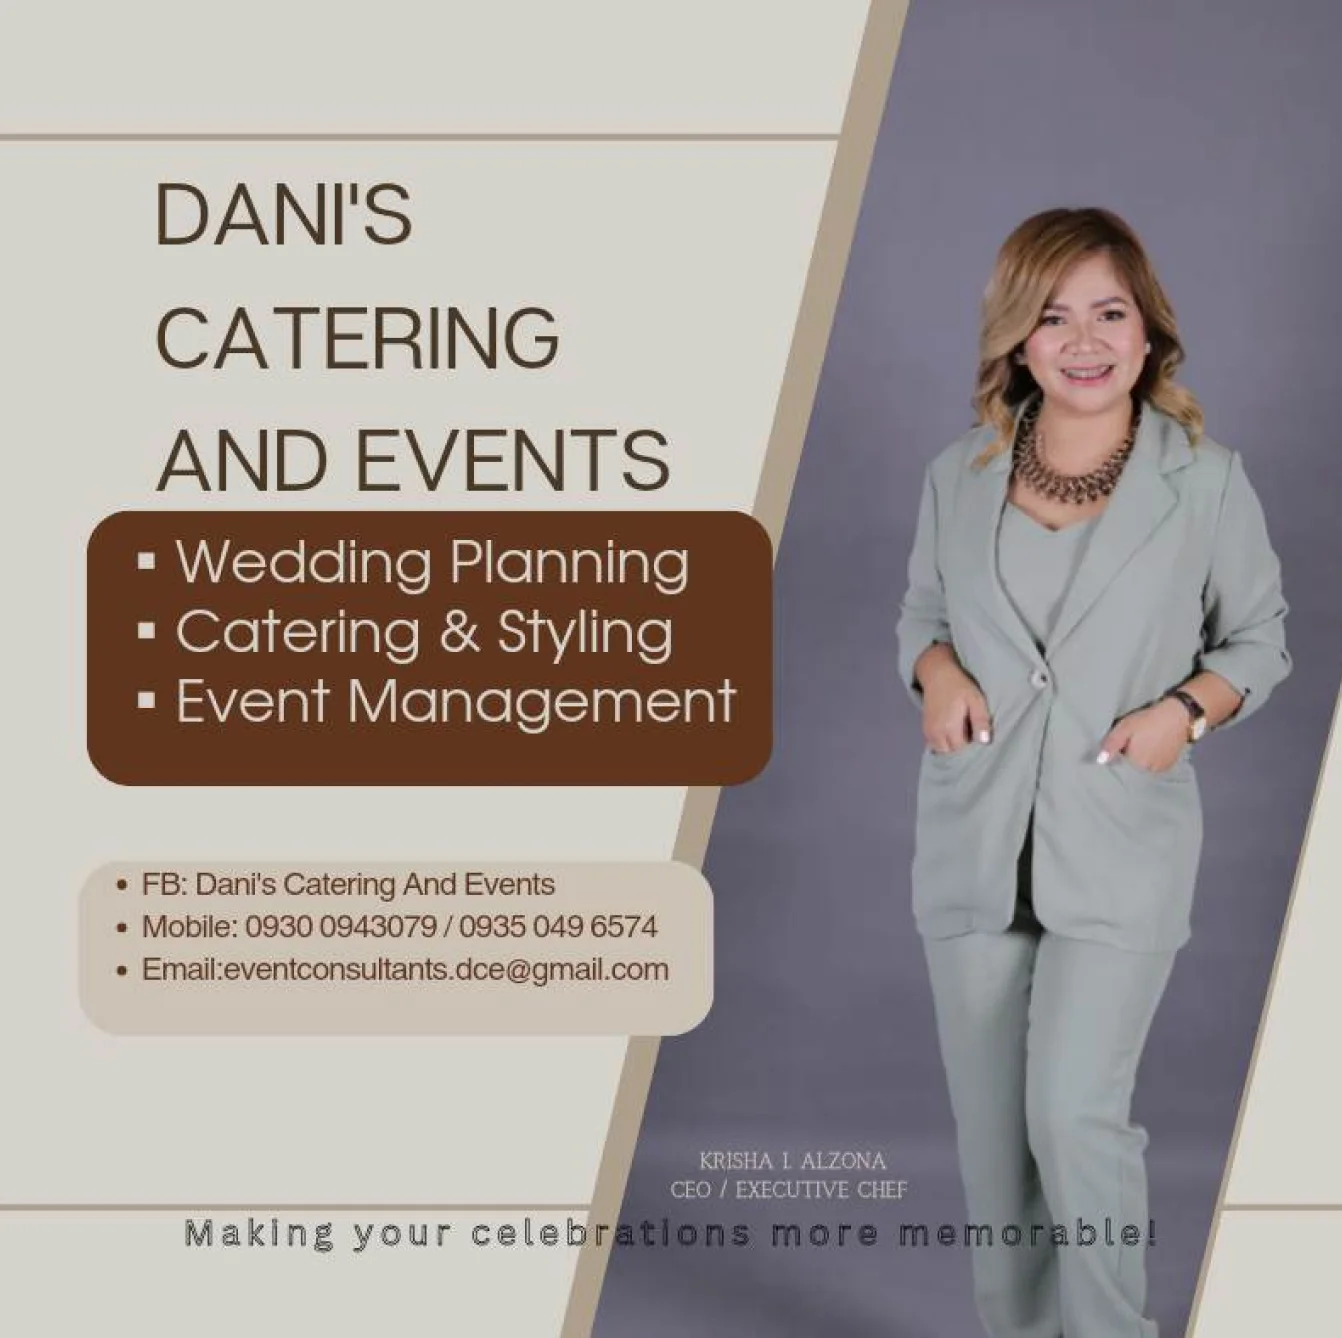 DANI'S
CATERING
AND EVENTS
▪ Wedding Planning
▪ Catering & Styling
▪ Event Management
• FB: Dani's Catering And Events
• Mobile: 0930 0943079 / 0935 049 6574
• Email:eventconsultants.dce@gmail.com
KRISHA I. ALZONA
CEO / EXECUTIVE CHEF
Making your celebrations more memorable!